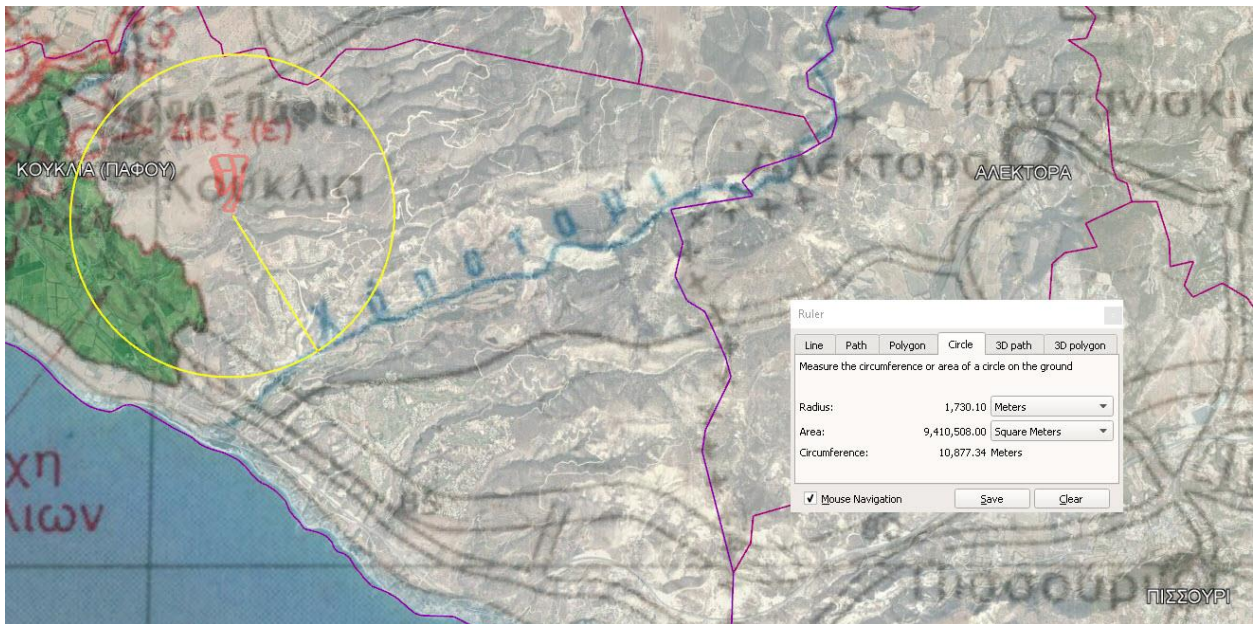 Δεξ (Ε)
ΚΟΥΚΛΙΑ (ΠΑΦΟΥ)
Κούκλια
Χαποτάμι
Αλέκτορα
ΑΛΕΚΤΟΡΑ
Πλατανίσκια
Ruler
Line Path Polygon Circle 3D path 3D polygon
Measure the circumference or area of a circle on the ground
Radius: 1,730.10 Meters
Area: 9,410,508.00 Square Meters
Circumference: 10,877.34 Meters
Mouse Navigation Save Clear
χη
λιων
ΠΙΣΣΟΥΡΙ